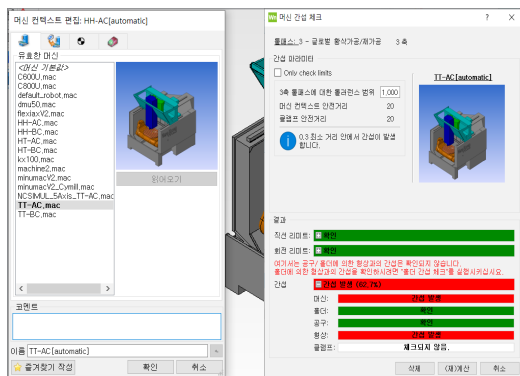 머신 컨텍스트 편집: HH-AC[automatic]
유효한 머신
<머신 기본값>
C600U.mac
C800U.mac
default_robot.mac
dmu50.mac
flexiaxV2.mac
HH-AC.mac
HH-BC.mac
HT-AC.mac
HT-BC.mac
kx100.mac
machine2.mac
minumacV2.mac
minumacV2_Cymill.mac
NCSIMUL_5Axis_TT-AC.mac
TT-AC.mac
TT-BC.mac
읽어오기
코멘트
이름 TT-AC[automatic]
즐겨찾기 작성 확인 취소
머신 간섭 체크
툴패스: 3 - 글로벌 황삭가공/재가공 3 축
간섭 파라미터
Only check limits
3축 툴패스에 대한 톨러런스 범위 1,000
머신 컨텍스트 안전거리 20
클램프 안전거리 20
0.3 최소 거리 안에서 간섭이 발생
합니다.
TT-AC[automatic]
결과
직선 리미트: 확인
회전 리미트: 확인
여기서는 공구/홀더에 의한 형상과의 간섭은 확인되지 않습니다.
홀더에 의한 형상과의 간섭을 확인하시려면 "홀더 간섭 체크"를 실행시키십시오.
간섭 간섭 발생 (82.7%)
머신: 간섭 발생
홀더: 확인
공구: 확인
형상: 간섭 발생
클램프: 체크되지 않음.
삭제 (재)계산 취소